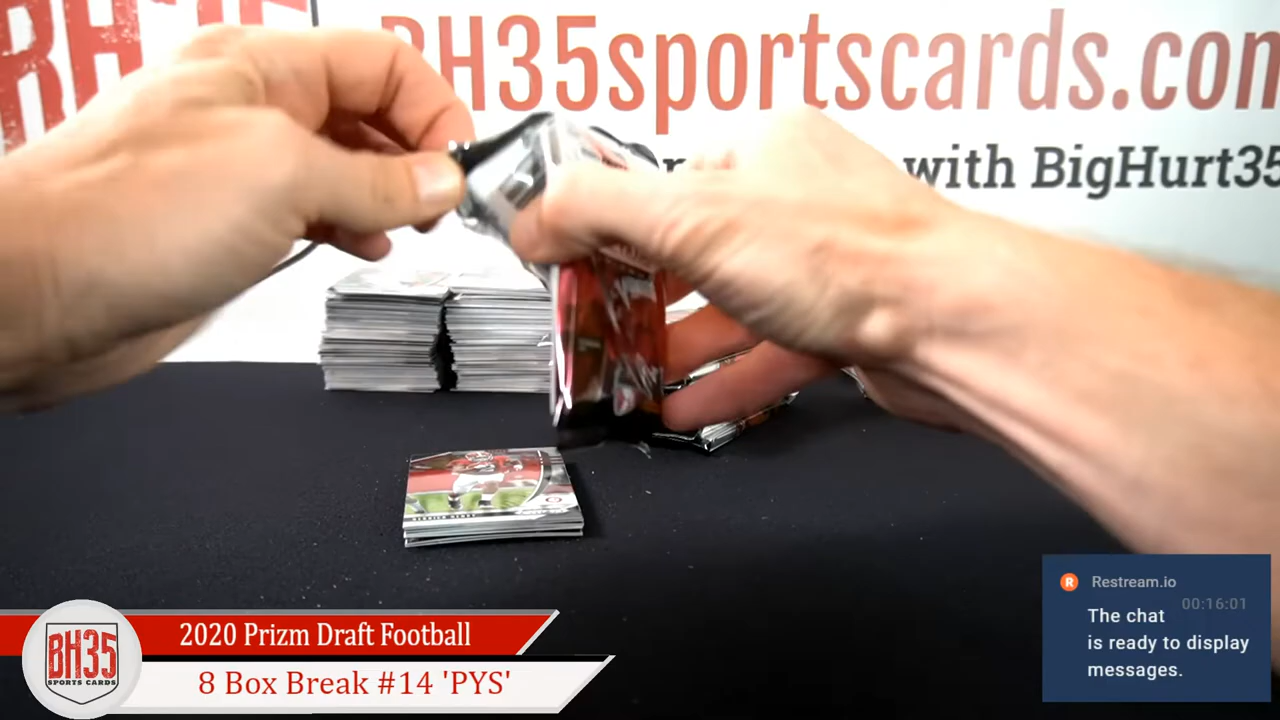 BH35sportscards.com
with BigHurt35
BH35
SPORTS CARDS
2020 Prizm Draft Football
8 Box Break #14 'PYS'
Restream.io
00:16:01
The chat
is ready to display
messages.